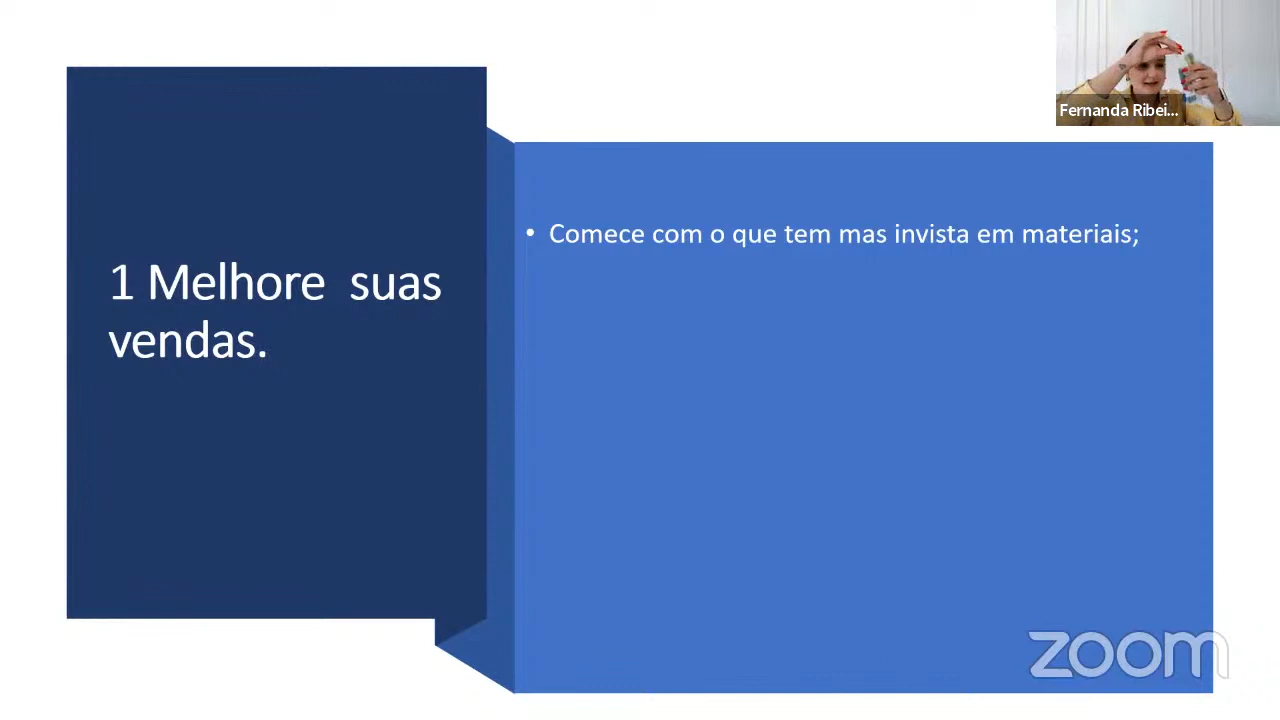 Fernanda Ribei...
1 Melhore suas
vendas.
• Comece com o que tem mas invista em materiais;
zoom